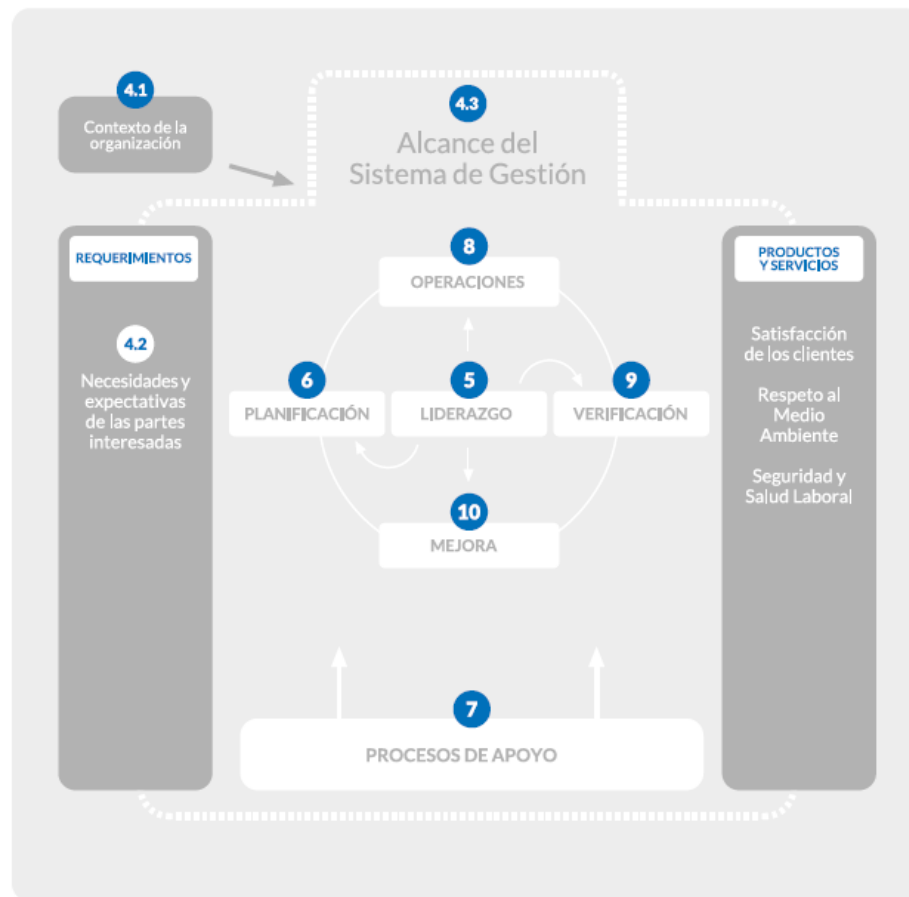 4.1
Contexto de la
organización
4.3
Alcance del
Sistema de Gestión
REQUERIMIENTOS
4.2
Necesidades y
expectativas
de las partes
interesadas
8
OPERACIONES
6
PLANIFICACIÓN
5
LIDERAZGO
9
VERIFICACIÓN
10
MEJORA
7
PROCESOS DE APOYO
PRODUCTOS
Y SERVICIOS
Satisfacción
de los clientes
Respeto al
Medio
Ambiente
Seguridad y
Salud Laboral